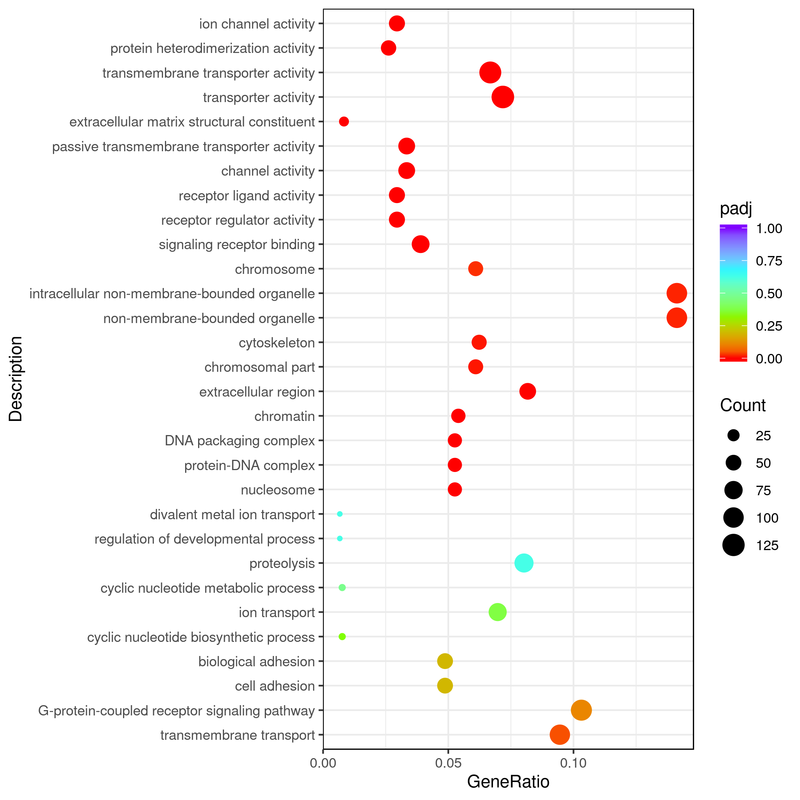 ion channel activity
protein heterodimerization activity
transmembrane transporter activity
transporter activity
extracellular matrix structural constituent
passive transmembrane transporter activity
channel activity
receptor ligand activity
receptor regulator activity
signaling receptor binding
chromosome
intracellular non-membrane-bounded organelle
non-membrane-bounded organelle
cytoskeleton
chromosomal part
extracellular region
chromatin
DNA packaging complex
protein-DNA complex
nucleosome
divalent metal ion transport
regulation of developmental process
proteolysis
cyclic nucleotide metabolic process
ion transport
cyclic nucleotide biosynthetic process
biological adhesion
cell adhesion
G-protein-coupled receptor signaling pathway
transmembrane transport
Description
0.00 0.05 0.10
GeneRatio
padj
1.00
0.75
0.50
0.25
0.00
Count
25
50
75
100
125